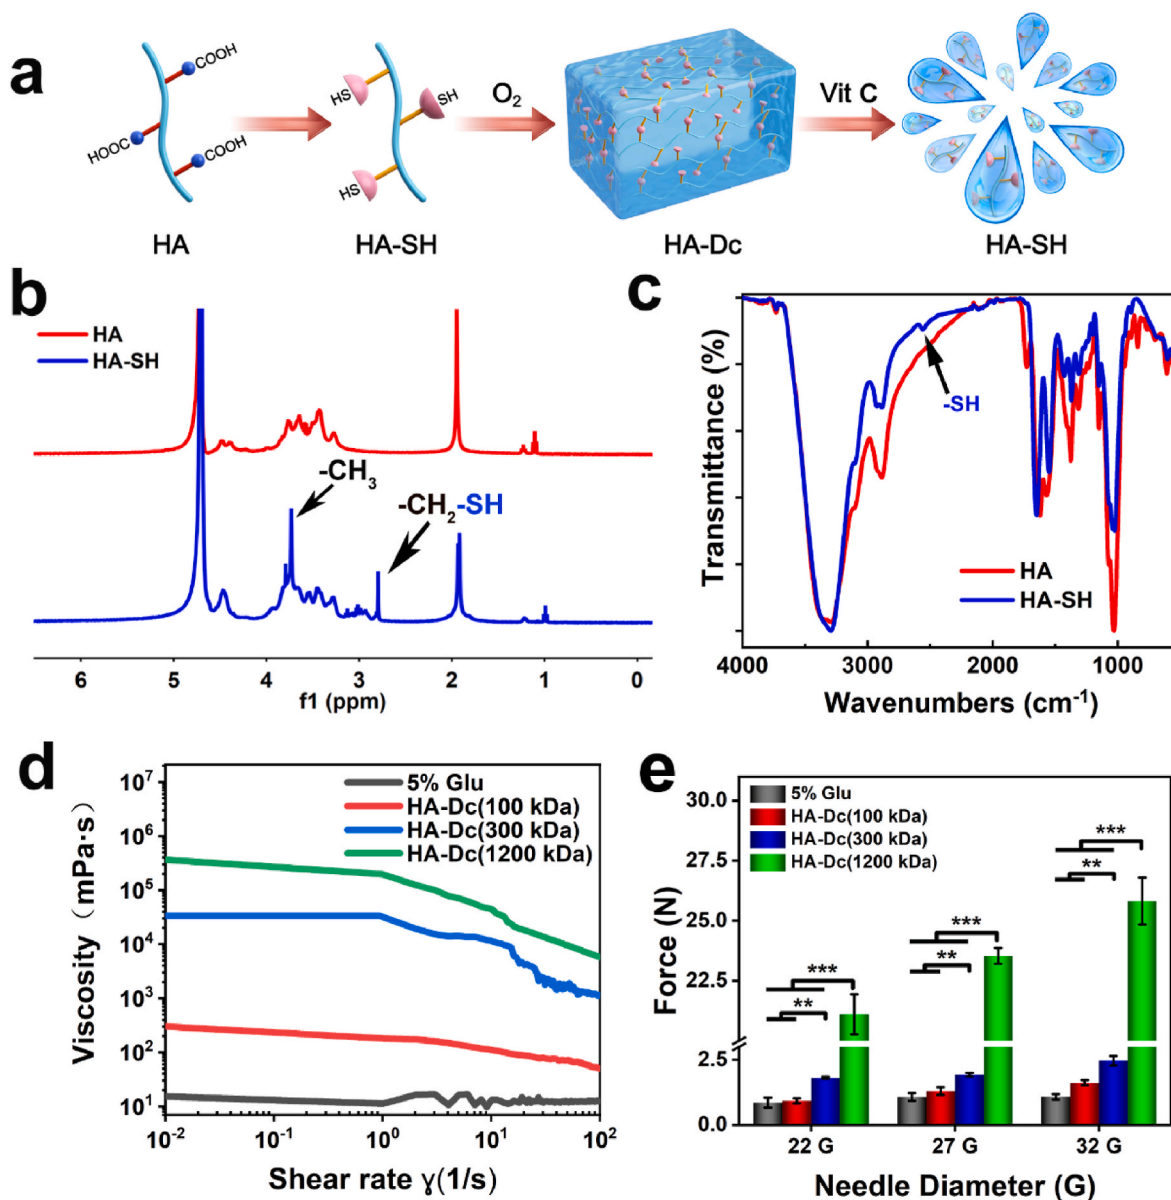 a
COOH
HOOC
COOH
HS
SH
HS
O2
Vit C
HA
HA-SH
HA-Dc
HA-SH
b
HA
HA-SH
-CH3
-CH2-SH
6 5 4 3 2 1 0
f1 (ppm)
c
Transmittance (%)
-SH
HA
HA-SH
4000 3000 2000 1000
Wavenumbers (cm-1)
d
Viscosity（mPa·s）
10^7
10^6
10^5
10^4
10^3
10^2
10^1
5% Glu
HA-Dc(100 kDa)
HA-Dc(300 kDa)
HA-Dc(1200 kDa)
10^-2 10^-1 10^0 10^1 10^2
Shear rate γ(1/s)
e
Force (N)
30.0
27.5
25.0
22.5
2.5
0.0
5% Glu
HA-Dc(100 kDa)
HA-Dc(300 kDa)
HA-Dc(1200 kDa)
***
**
***
**
***
**
22 G 27 G 32 G
Needle Diameter (G)